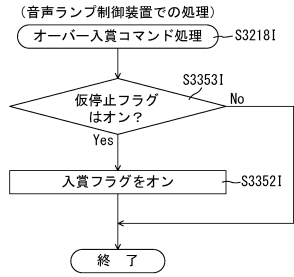 (音声ランプ制御装置での処理)
オーバー入賞コマンド処理
S3218I
S3353I
仮停止フラグ
はオン?
No
Yes
入賞フラグをオン
S3352I
終 了